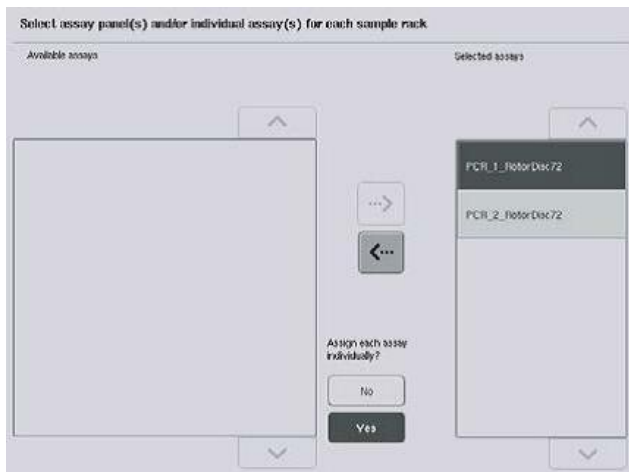 Select assay panel(s) and/or individual assay(s) for each sample rack
Available assays
Selected assays
PCR_1_RotorDisc72
PCR_2_RotorDisc72
Assign each assay
individually?
No
Yes